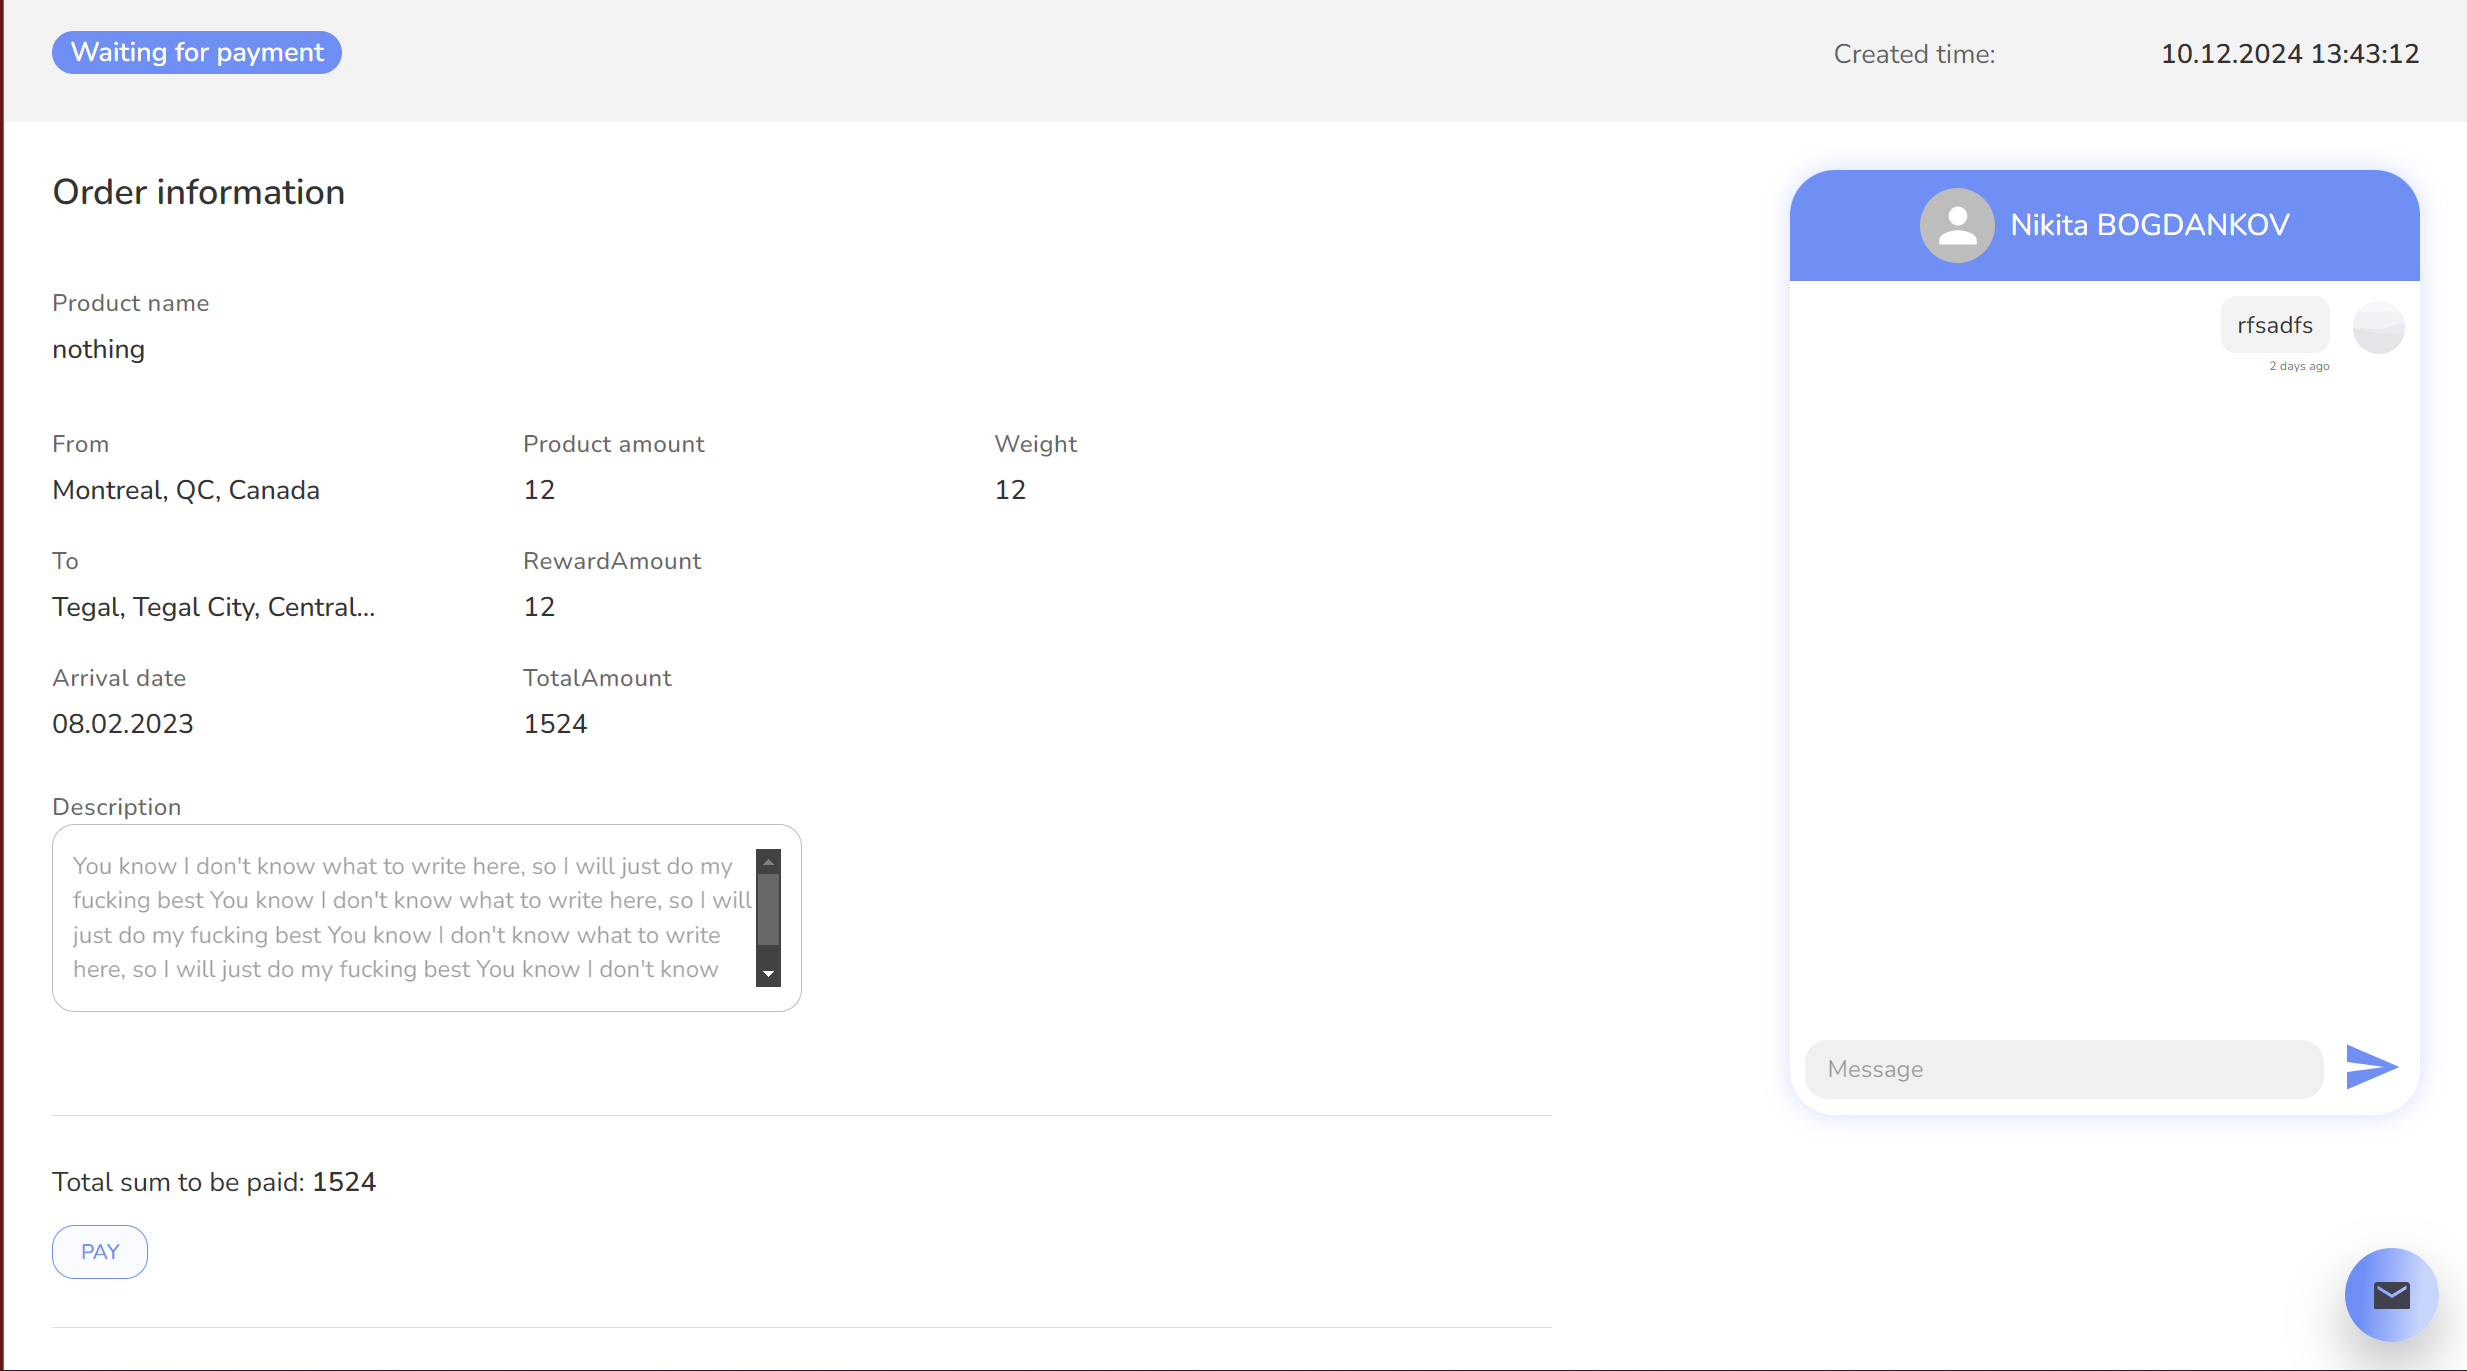 Waiting for payment
Created time: 10.12.2024 13:43:12
Order information
Product name
nothing
From Product amount Weight
Montreal, QC, Canada 12 12
To RewardAmount
Tegal, Tegal City, Central... 12
Arrival date TotalAmount
08.02.2023 1524
Description
You know I don't know what to write here, so I will just do my
fucking best You know I don't know what to write here, so I will
just do my fucking best You know I don't know what to write
here, so I will just do my fucking best You know I don't know
Total sum to be paid: 1524
PAY
Nikita BOGDANKOV
rfsadfs
2 days ago
Message